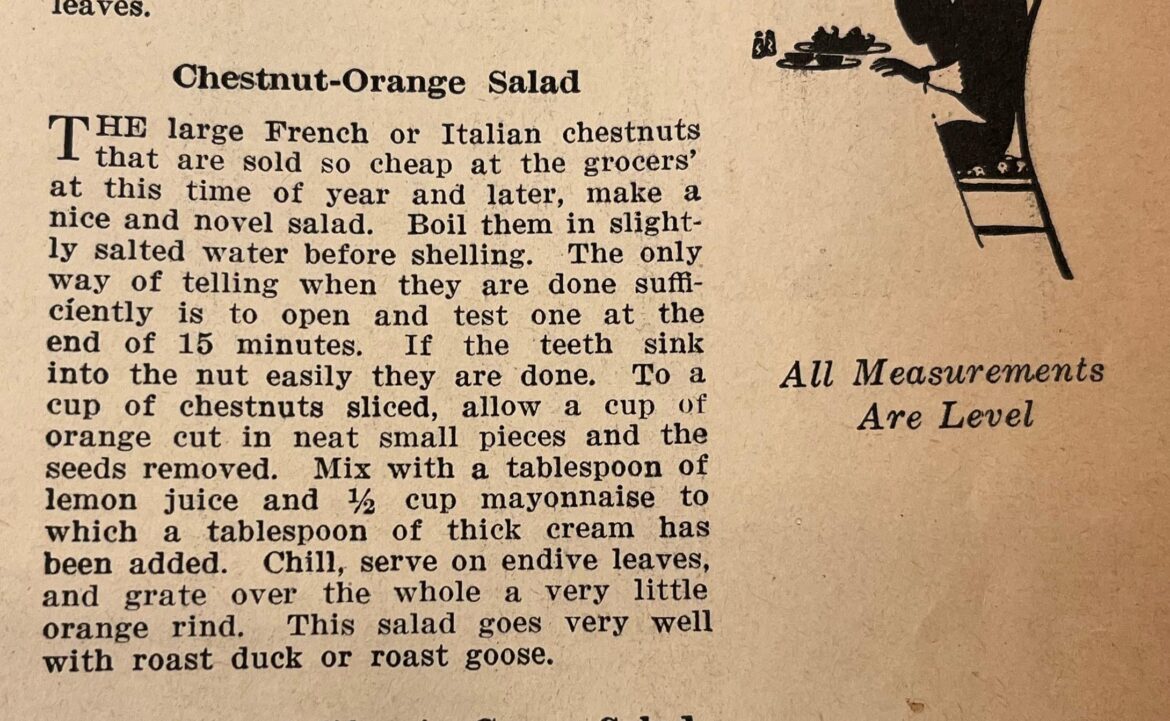 leaves.
Chestnut-Orange Salad
THE large French or Italian chestnuts
that are sold so cheap at the grocers'
at this time of year and later, make a
nice and novel salad. Boil them in slight-
ly salted water before shelling. The only
way of telling when they are done suffi-
ciently is to open and test one at the
end of 15 minutes. If the teeth sink
into the nut easily they are done. To a
cup of chestnuts sliced, allow a cup of
orange cut in neat small pieces and the
seeds removed. Mix with a tablespoon of
lemon juice and ½ cup mayonnaise to
which a tablespoon of thick cream has
been added. Chill, serve on endive leaves,
and grate over the whole a very little
orange rind. This salad goes very well
with roast duck or roast goose.
All Measurements
Are Level